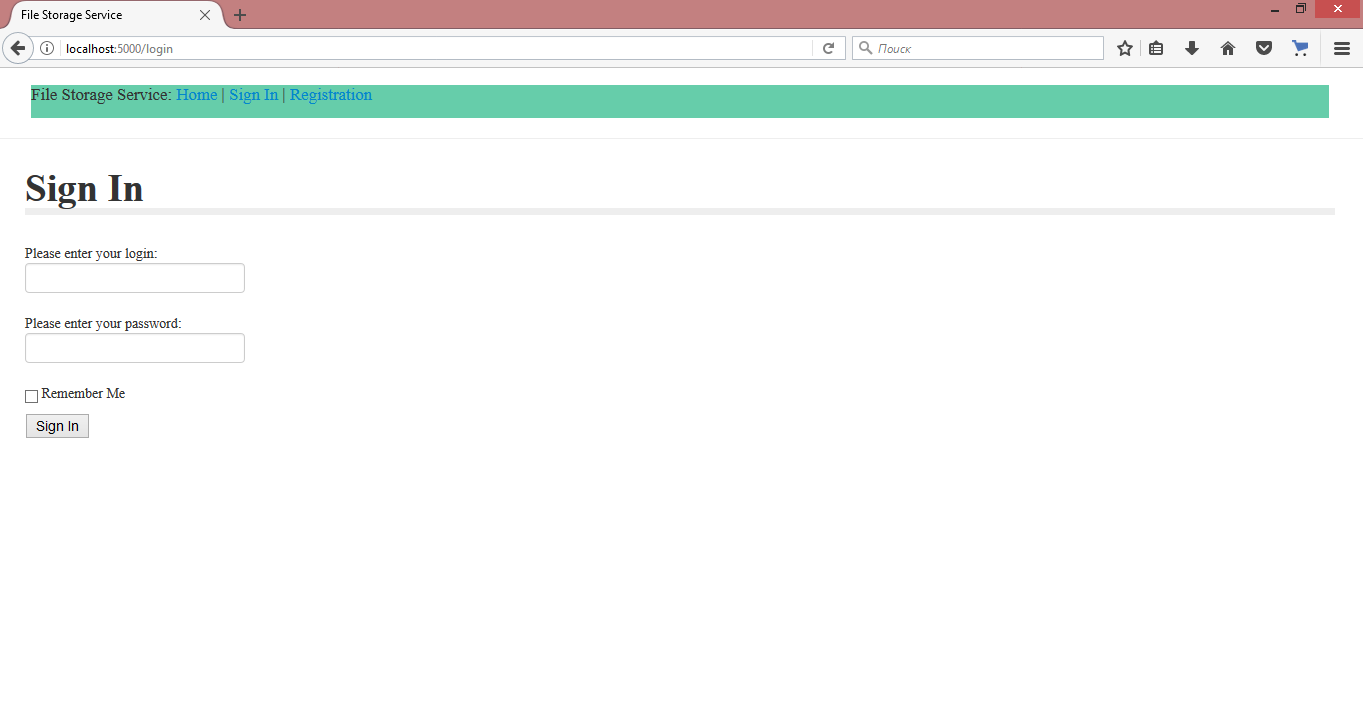 File Storage Service
localhost:5000/login
Поиск
File Storage Service: Home | Sign In | Registration
Sign In
Please enter your login:
Please enter your password:
Remember Me
Sign In